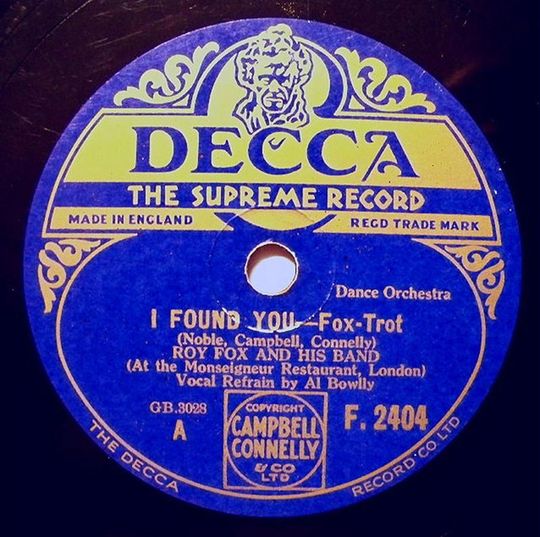 DECCA
THE SUPREME RECORD
MADE IN ENGLAND
REGD TRADE MARK
Dance Orchestra
I FOUND YOU—Fox-Trot
(Noble, Campbell, Connelly)
ROY FOX AND HIS BAND
(At the Monseigneur Restaurant, London)
Vocal Refrain by Al Bowlly
GB.3028
A
COPYRIGHT
CAMPBELL
CONNELLY
& CO
LTD
F. 2404
THE DECCA
RECORD CO LTD